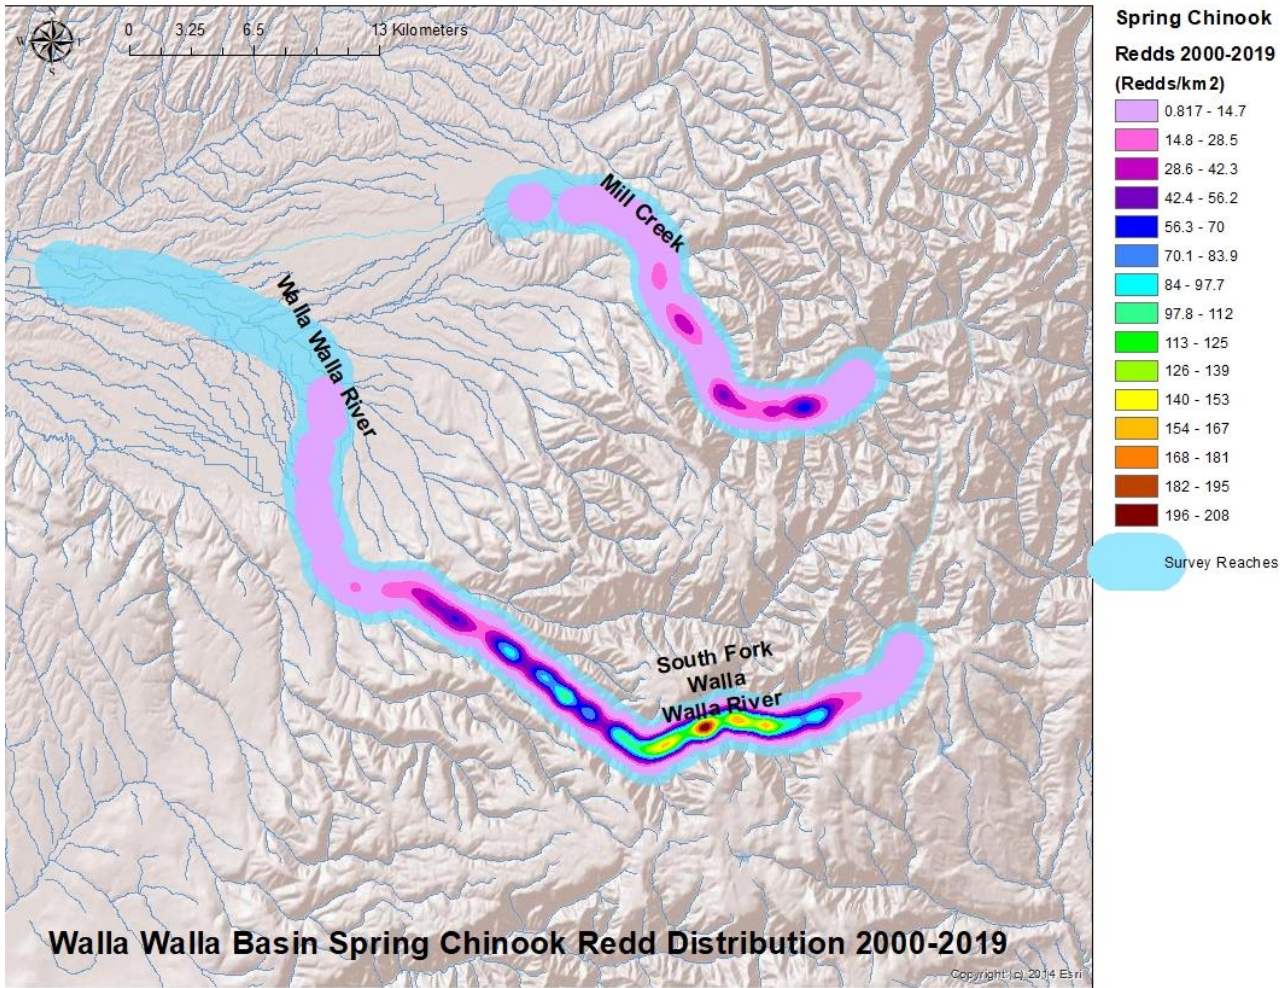 N
W
E
S
0 3.25 6.5 13 Kilometers
Mill Creek
Walla Walla River
South Fork
Walla
Walla River
Walla Walla Basin Spring Chinook Redd Distribution 2000-2019
Copyright:(c) 2014 Esri
Spring Chinook
Redds 2000-2019
(Redds/km2)
0.817 - 14.7
14.8 - 28.5
28.6 - 42.3
42.4 - 56.2
56.3 - 70
70.1 - 83.9
84 - 97.7
97.8 - 112
113 - 125
126 - 139
140 - 153
154 - 167
168 - 181
182 - 195
196 - 208
Survey Reaches